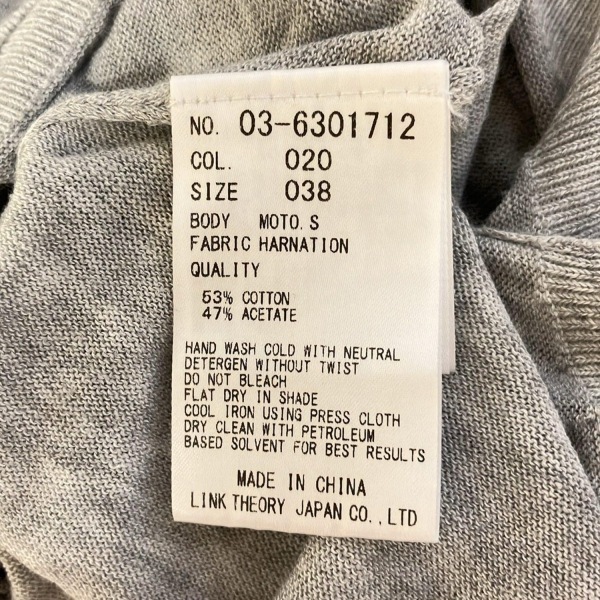 NO. 03-6301712
COL. 020
SIZE 038
BODY MOTO.S
FABRIC HARNATION
QUALITY
53% COTTON
47% ACETATE
HAND WASH COLD WITH NEUTRAL
DETERGEN WITHOUT TWIST
DO NOT BLEACH
FLAT DRY IN SHADE
COOL IRON USING PRESS CLOTH
DRY CLEAN WITH PETROLEUM
BASED SOLVENT FOR BEST RESULTS
MADE IN CHINA
LINK THEORY JAPAN CO.,LTD